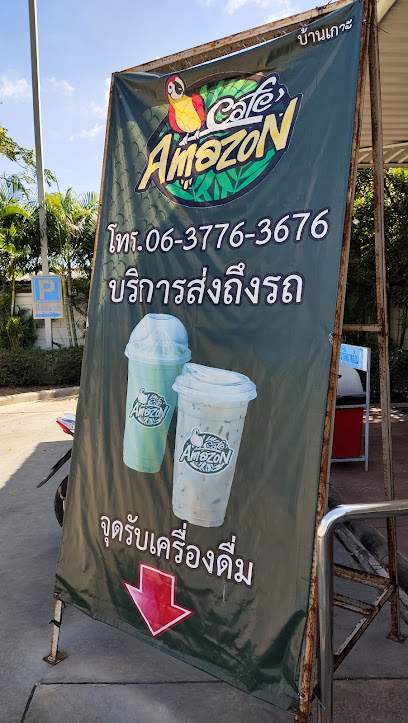 บ้านเกาะ
Café
AmazoN
โทร.06-3776-3676
บริการส่งถึงรถ
Café
AmazoN
Café
AmazoN
จุดรับเครื่องดื่ม
P